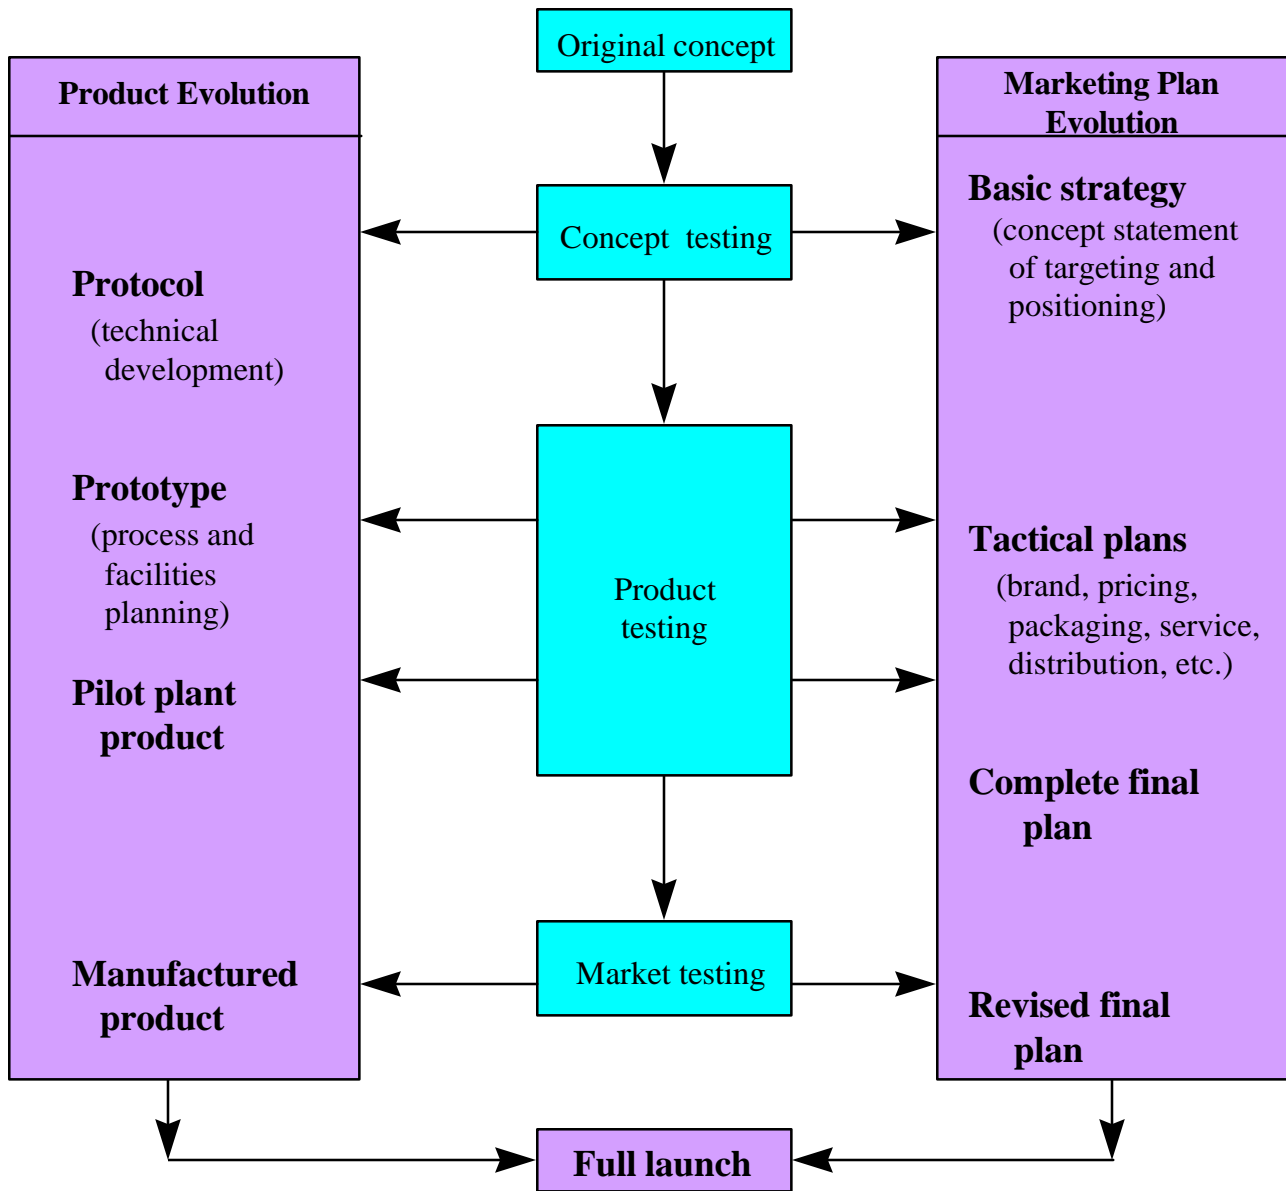 Original concept
Product Evolution
Protocol
(technical
development)
Prototype
(process and
facilities
planning)
Pilot plant
product
Manufactured
product
Concept testing
Product
testing
Market testing
Marketing Plan
Evolution
Basic strategy
(concept statement
of targeting and
positioning)
Tactical plans
(brand, pricing,
packaging, service,
distribution, etc.)
Complete final
plan
Revised final
plan
Full launch